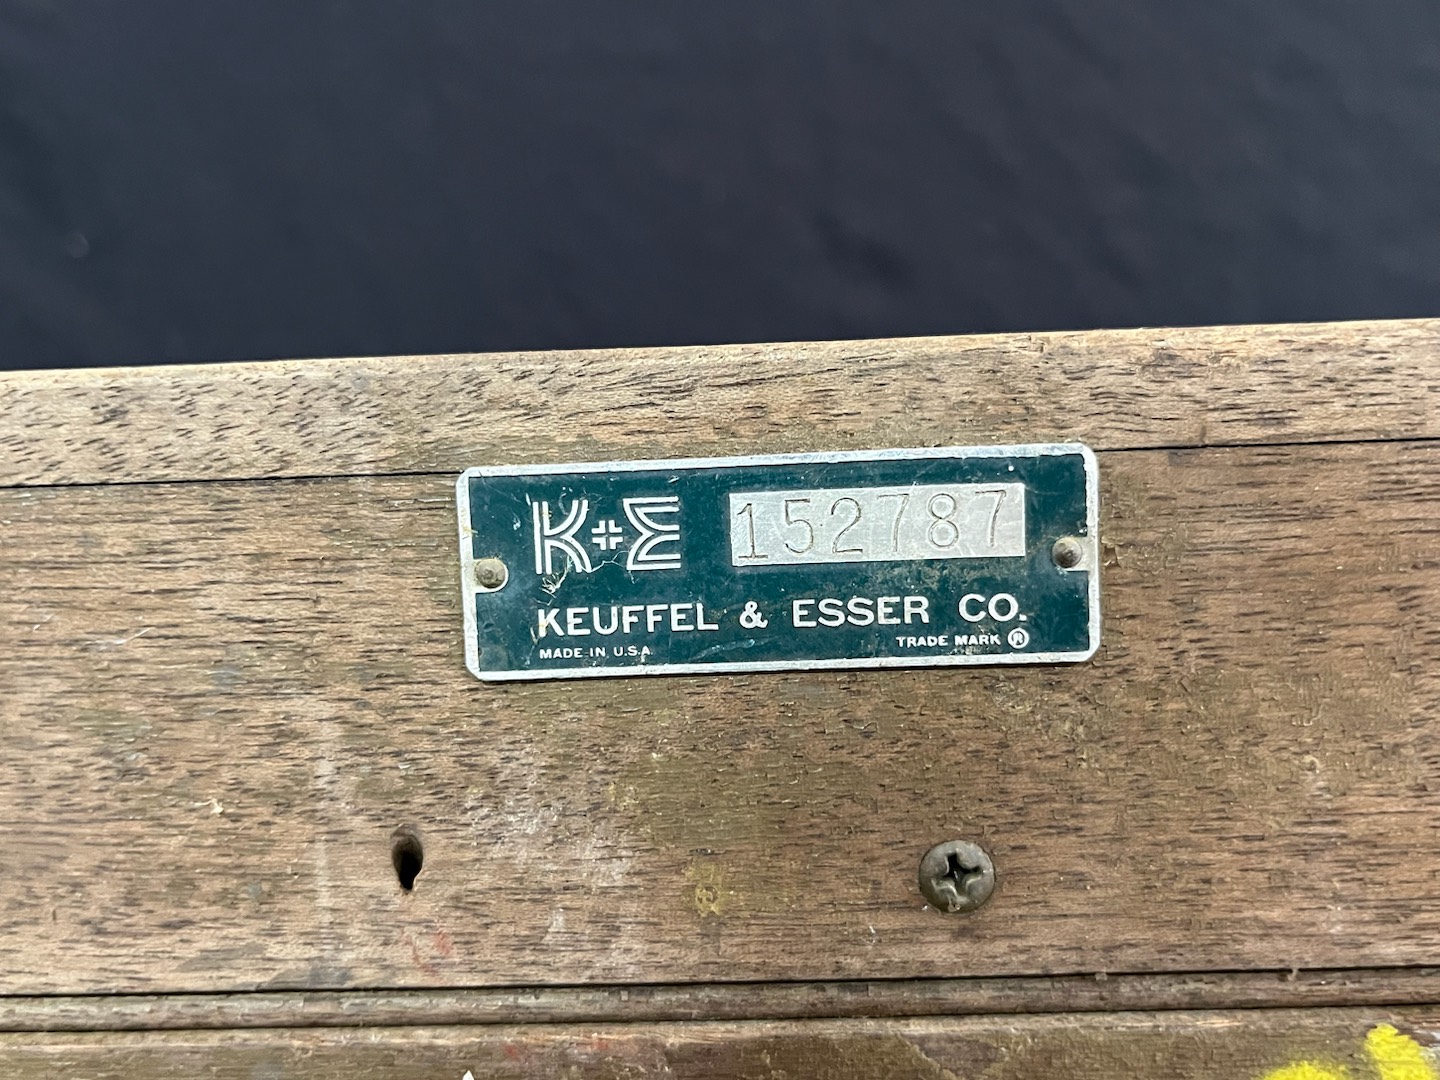 K+E 152787
KEUFFEL & ESSER CO.
MADE IN U.S.A. TRADE MARK ®